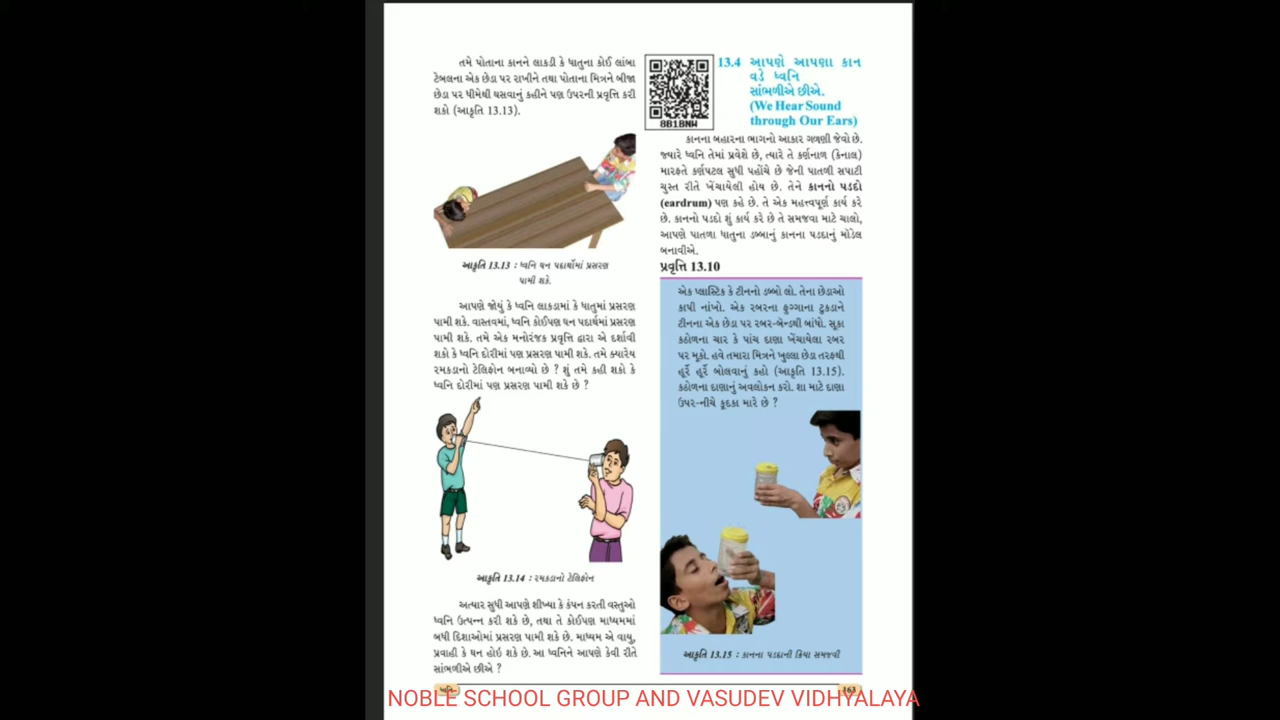 તમે પોતાના કાનને લાકડી કે ધાતુના કોઈ લાંબા
ટેબલના એક છેડા પર રાખીને તથા પોતાના મિત્રને બીજા
છેડા પર ધીમેથી ઘસવાનું કહીને પણ ઉપરની પ્રવૃત્તિ કરી
શકો (આકૃતિ 13.13).
આકૃતિ 13.13 : ધ્વનિ ઘન પદાર્થોમાં પ્રસરણ
પામી શકે.
આપણે જોયું કે ધ્વનિ લાકડામાં કે ધાતુમાં પ્રસરણ
પામી શકે. વાસ્તવમાં, ધ્વનિ કોઈપણ ઘન પદાર્થમાં પ્રસરણ
પામી શકે. તમે એક મનોરંજક પ્રવૃત્તિ દ્વારા એ દર્શાવી
શકો કે ધ્વનિ દોરીમાં પણ પ્રસરણ પામી શકે. તમે ક્યારેય
રમકડાનો ટેલિફોન બનાવ્યો છે ? શું તમે કહી શકો કે
ધ્વનિ દોરીમાં પણ પ્રસરણ પામી શકે છે ?
આકૃતિ 13.14 : રમકડાનો ટેલિફોન
અત્યાર સુધી આપણે શીખ્યા કે કંપન કરતી વસ્તુઓ
ધ્વનિ ઉત્પન્ન કરી શકે છે, તથા તે કોઈપણ માધ્યમમાં
બધી દિશાઓમાં પ્રસરણ પામી શકે છે. માધ્યમ એ વાયુ,
પ્રવાહી કે ઘન હોઇ શકે છે. આ ધ્વનિને આપણે કેવી રીતે
સાંભળીએ છીએ ?
8B1BNW
13.4 આપણે આપણા કાન
વડે ધ્વનિ
સાંભળીએ છીએ.
(We Hear Sound
through Our Ears)
કાનના બહારના ભાગનો આકાર ગળણી જેવો છે.
જ્યારે ધ્વનિ તેમાં પ્રવેશે છે, ત્યારે તે કર્ણનાળ (કેનાલ)
મારફતે કર્ણપટલ સુધી પહોંચે છે જેની પાતળી સપાટી
ચુસ્ત રીતે ખેંચાયેલી હોય છે. તેને કાનનો પડદો
(eardrum) પણ કહે છે. તે એક મહત્ત્વપૂર્ણ કાર્ય કરે
છે. કાનનો પડદો શું કાર્ય કરે છે તે સમજવા માટે ચાલો,
આપણે પાતળા ધાતુના ડબ્બાનું કાનના પડદાનું મોડેલ
બનાવીએ.
પ્રવૃત્તિ 13.10
એક પ્લાસ્ટિક કે ટીનનો ડબ્બો લો. તેના છેડાઓ
કાપી નાંખો. એક રબરના ફુગ્ગાના ટુકડાને
ટીનના એક છેડા પર રબર-બેન્ડથી બાંધો. સૂકા
કઠોળના ચાર કે પાંચ દાણા ખેંચાયેલા રબર
પર મૂકો. હવે તમારા મિત્રને ખુલ્લા છેડા તરફથી
હૂર્રે હૂર્રે બોલવાનું કહો (આકૃતિ 13.15).
કઠોળના દાણાનું અવલોકન કરો. શા માટે દાણા
ઉપર-નીચે કૂદકા મારે છે ?
આકૃતિ 13.15 : કાનના પડદાની ક્રિયા સમજવી
ધ્વનિ
163
NOBLE SCHOOL GROUP AND VASUDEV VIDHYALAYA